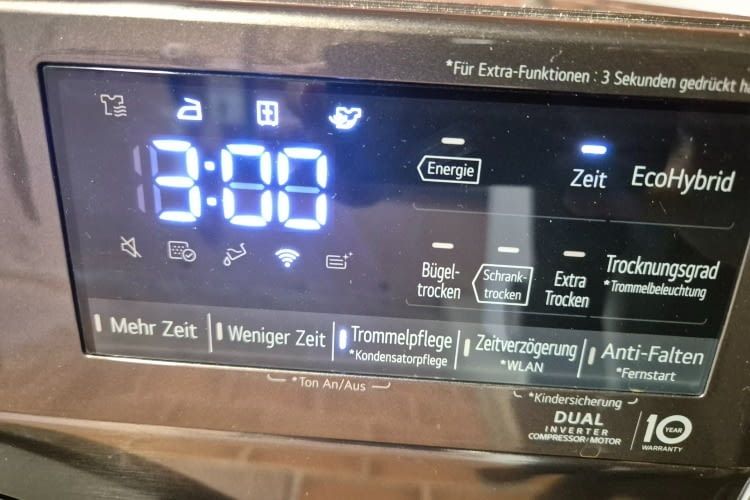 *Für Extra-Funktionen : 3 Sekunden gedrückt ha
3:00
Energie
Zeit
EcoHybrid
Bügel-
trocken
Schrank-
trocken
Extra
Trocken
Trocknungsgrad
*Trommelbeleuchtung
Mehr Zeit
Weniger Zeit
Trommelpflege
*Kondensatorpflege
Zeitverzögerung
*WLAN
Anti-Falten
*Fernstart
*Ton An/Aus
*Kindersicherung
DUAL
INVERTER
COMPRESSOR/MOTOR
10 YEAR
WARRANTY